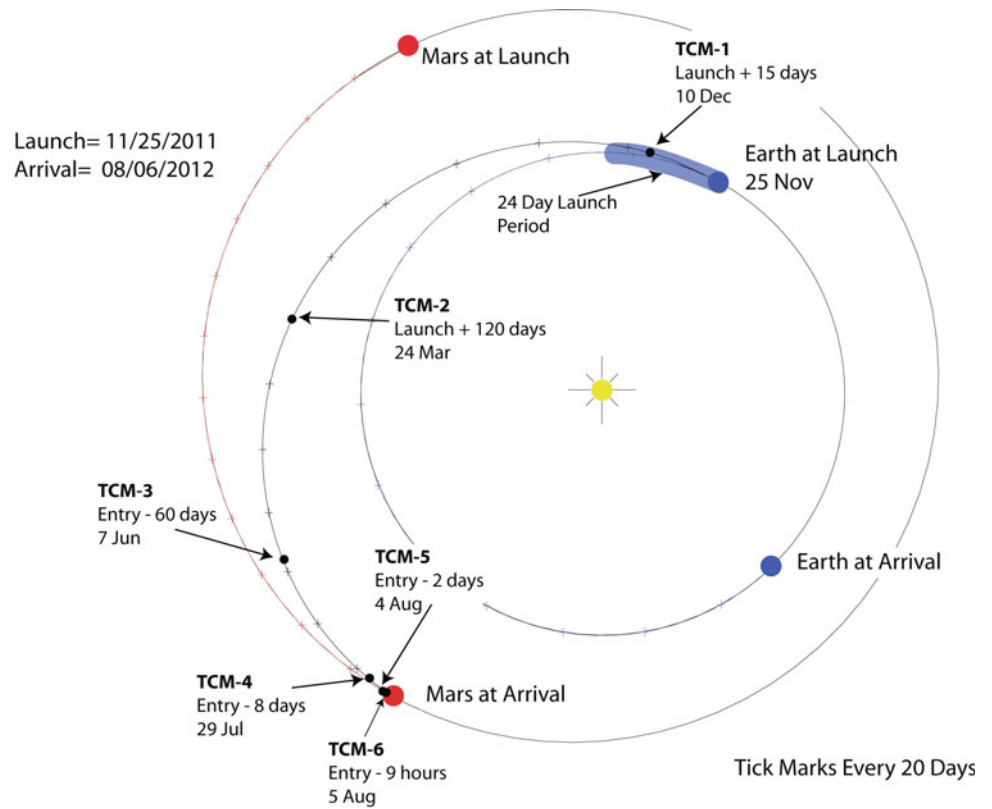 Mars at Launch
TCM-1
Launch + 15 days
10 Dec
Launch= 11/25/2011
Arrival= 08/06/2012
Earth at Launch
25 Nov
24 Day Launch
Period
TCM-2
Launch + 120 days
24 Mar
TCM-3
Entry - 60 days
7 Jun
TCM-5
Entry - 2 days
4 Aug
Earth at Arrival
TCM-4
Entry - 8 days
29 Jul
Mars at Arrival
TCM-6
Entry - 9 hours
5 Aug
Tick Marks Every 20 Days